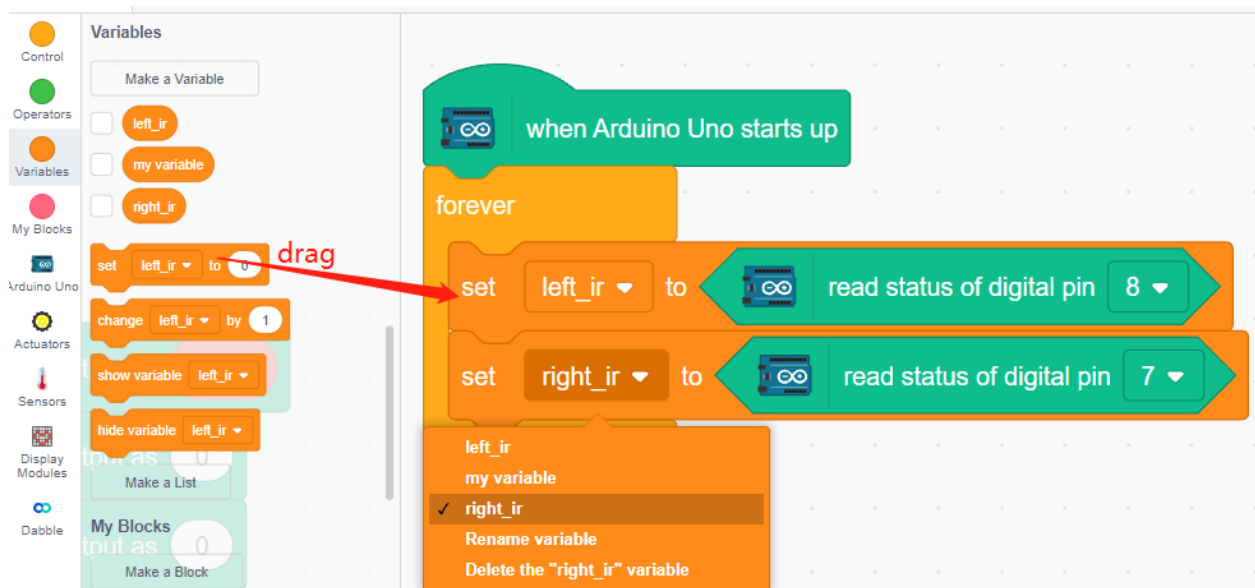 Control
Operators
Variables
My Blocks
Arduino Uno
Actuators
Sensors
Display
Modules
Dabble
Variables
Make a Variable
left_ir
my variable
right_ir
set left_ir to 0
change left_ir by 1
show variable left_ir
hide variable left_ir
Make a List
My Blocks
put as 0
Make a Block
drag
when Arduino Uno starts up
forever
set left_ir to read status of digital pin 8
set right_ir to read status of digital pin 7
left_ir
my variable
✓ right_ir
Rename variable
Delete the "right_ir" variable